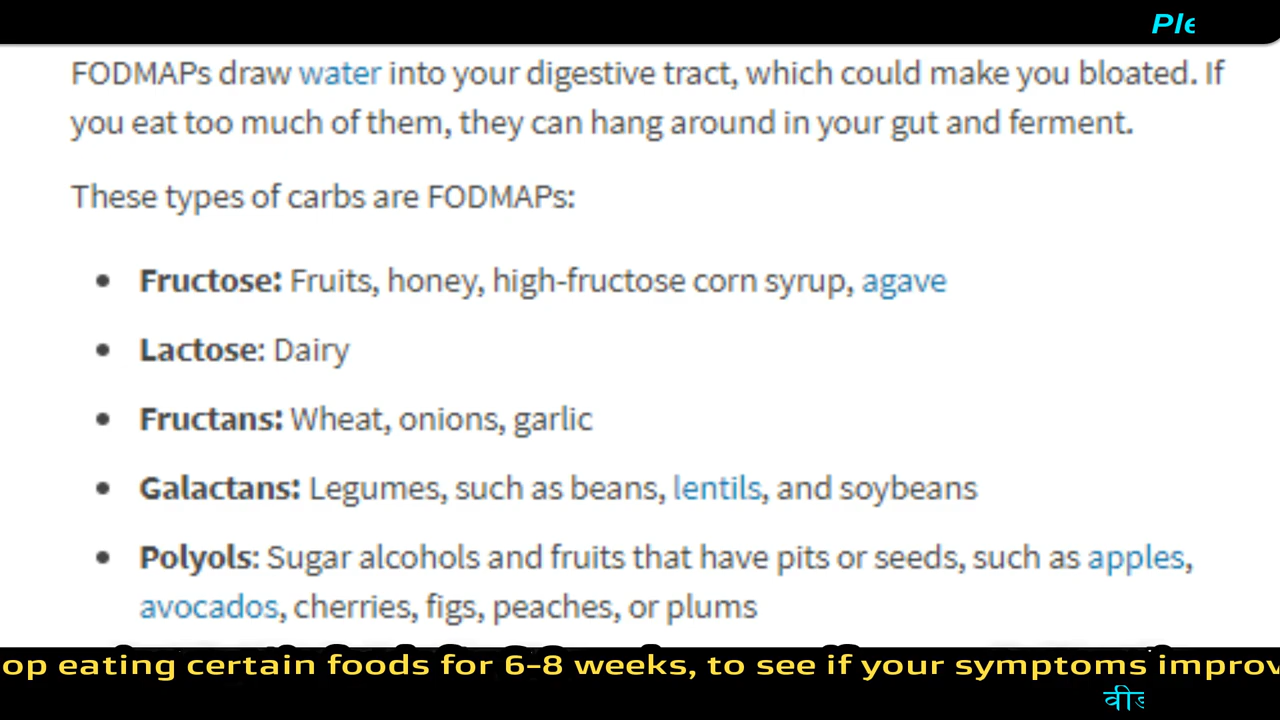 FODMAPs draw water into your digestive tract, which could make you bloated. If
you eat too much of them, they can hang around in your gut and ferment.
These types of carbs are FODMAPs:
• Fructose: Fruits, honey, high-fructose corn syrup, agave
• Lactose: Dairy
• Fructans: Wheat, onions, garlic
• Galactans: Legumes, such as beans, lentils, and soybeans
• Polyols: Sugar alcohols and fruits that have pits or seeds, such as apples,
avocados, cherries, figs, peaches, or plums
op eating certain foods for 6-8 weeks, to see if your symptoms improv